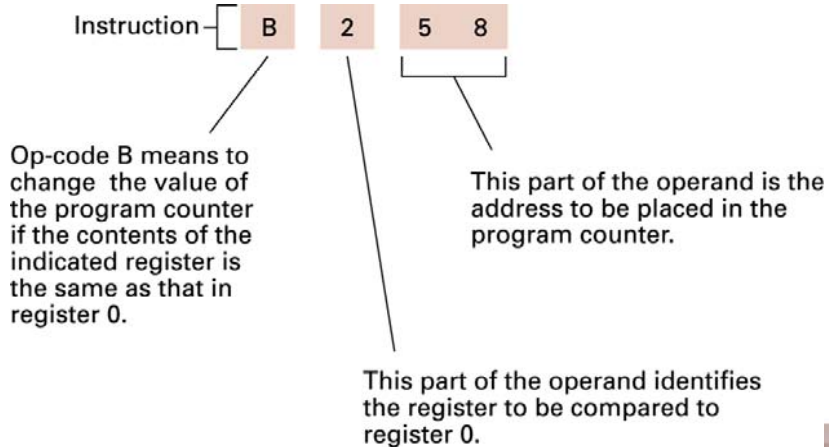 Instruction B 2 5 8
Op-code B means to
change the value of
the program counter
if the contents of the
indicated register is
the same as that in
register 0.
This part of the operand is the
address to be placed in the
program counter.
This part of the operand identifies
the register to be compared to
register 0.